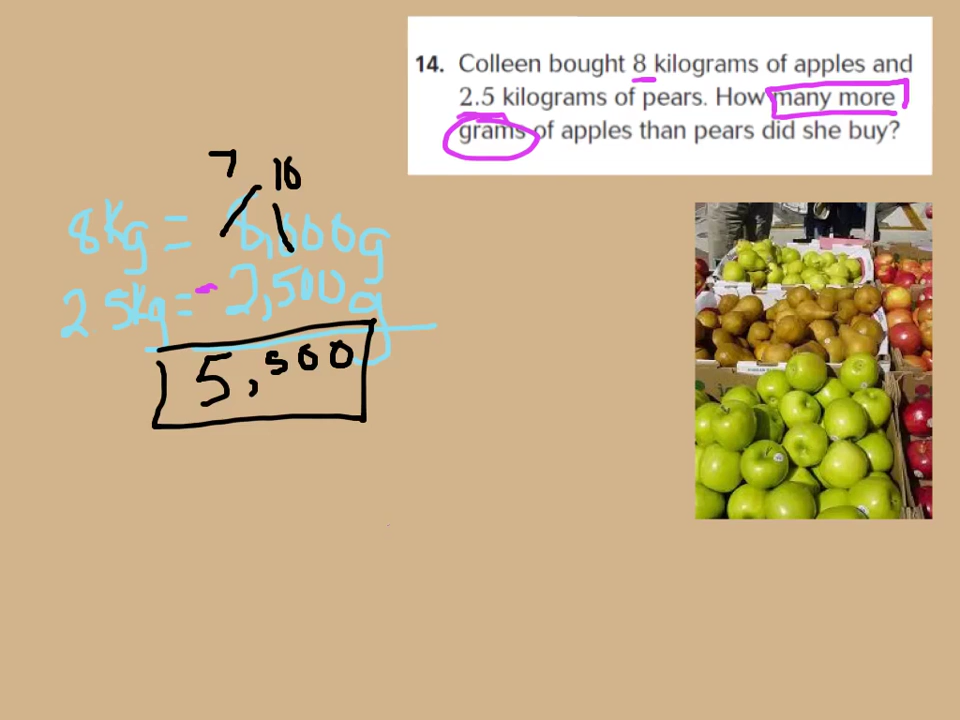 14. Colleen bought 8 kilograms of apples and
2.5 kilograms of pears. How many more
grams of apples than pears did she buy?
7 10
8kg = 8,000g
2 5kg = - 2,500g
5,500